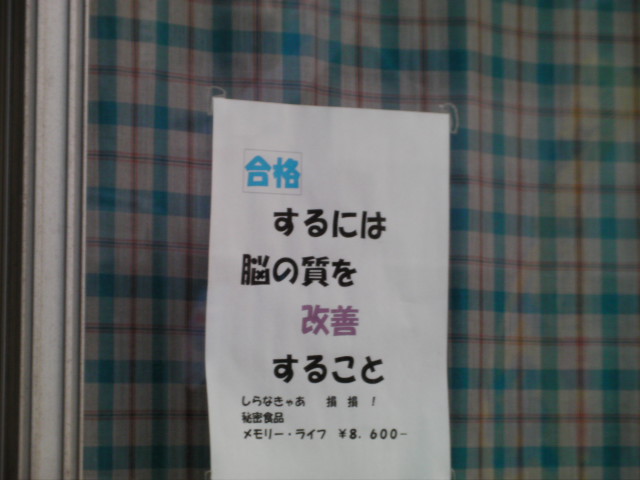 合格
するには
脳の質を
改善
すること
しらなきゃあ 損 損 !
秘密食品
メモリー・ライフ ¥8.600-